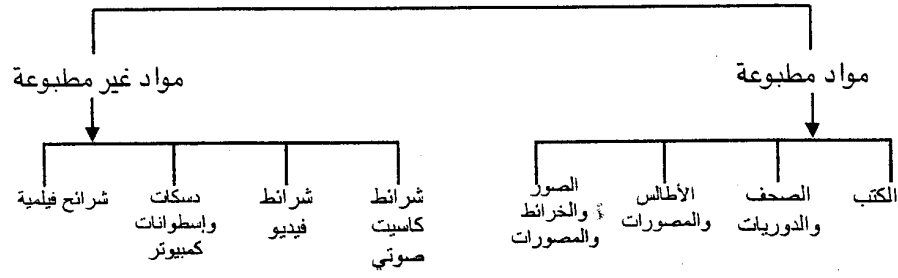 مواد مطبوعة
مواد غير مطبوعة
الكتب
الصحف
والدوريات
الأطالس
والمصورات
الصور
والخرائط
والمصورات
شرائط
كاسيت
صوتي
شرائط
فيديو
دسكات
وإسطوانات
كمبيوتر
شرائح فيلمية